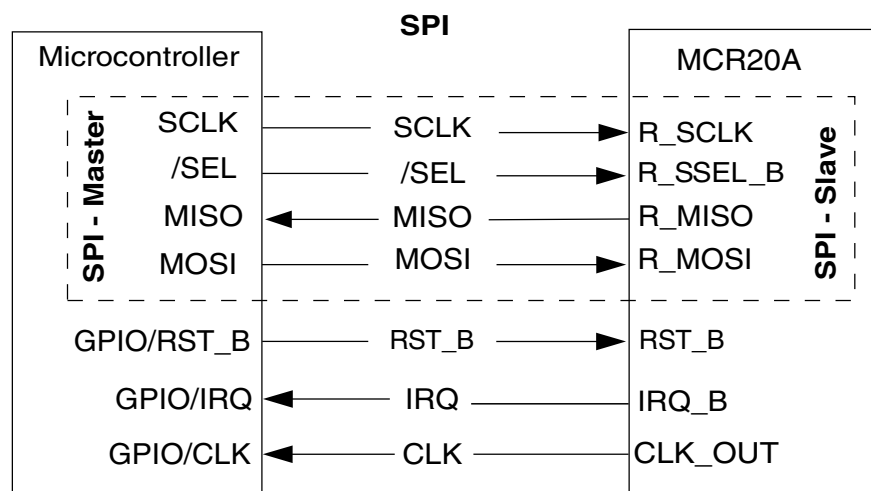 SPI
Microcontroller
MCR20A
SPI - Master
SPI - Slave
SCLK SCLK R_SCLK
/SEL /SEL R_SSEL_B
MISO MISO R_MISO
MOSI MOSI R_MOSI
GPIO/RST_B RST_B RST_B
GPIO/IRQ IRQ IRQ_B
GPIO/CLK CLK CLK_OUT